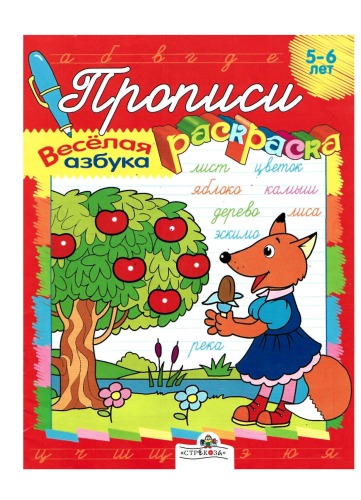 а б в г д е
5-6
лет
Прописи
Весёлая
азбука
раскраска
лист цветок
яблоко камыш
дерево лиса
эскимо
река
«СТРЕКОЗА»
ц ч ш щ ъ э ю я